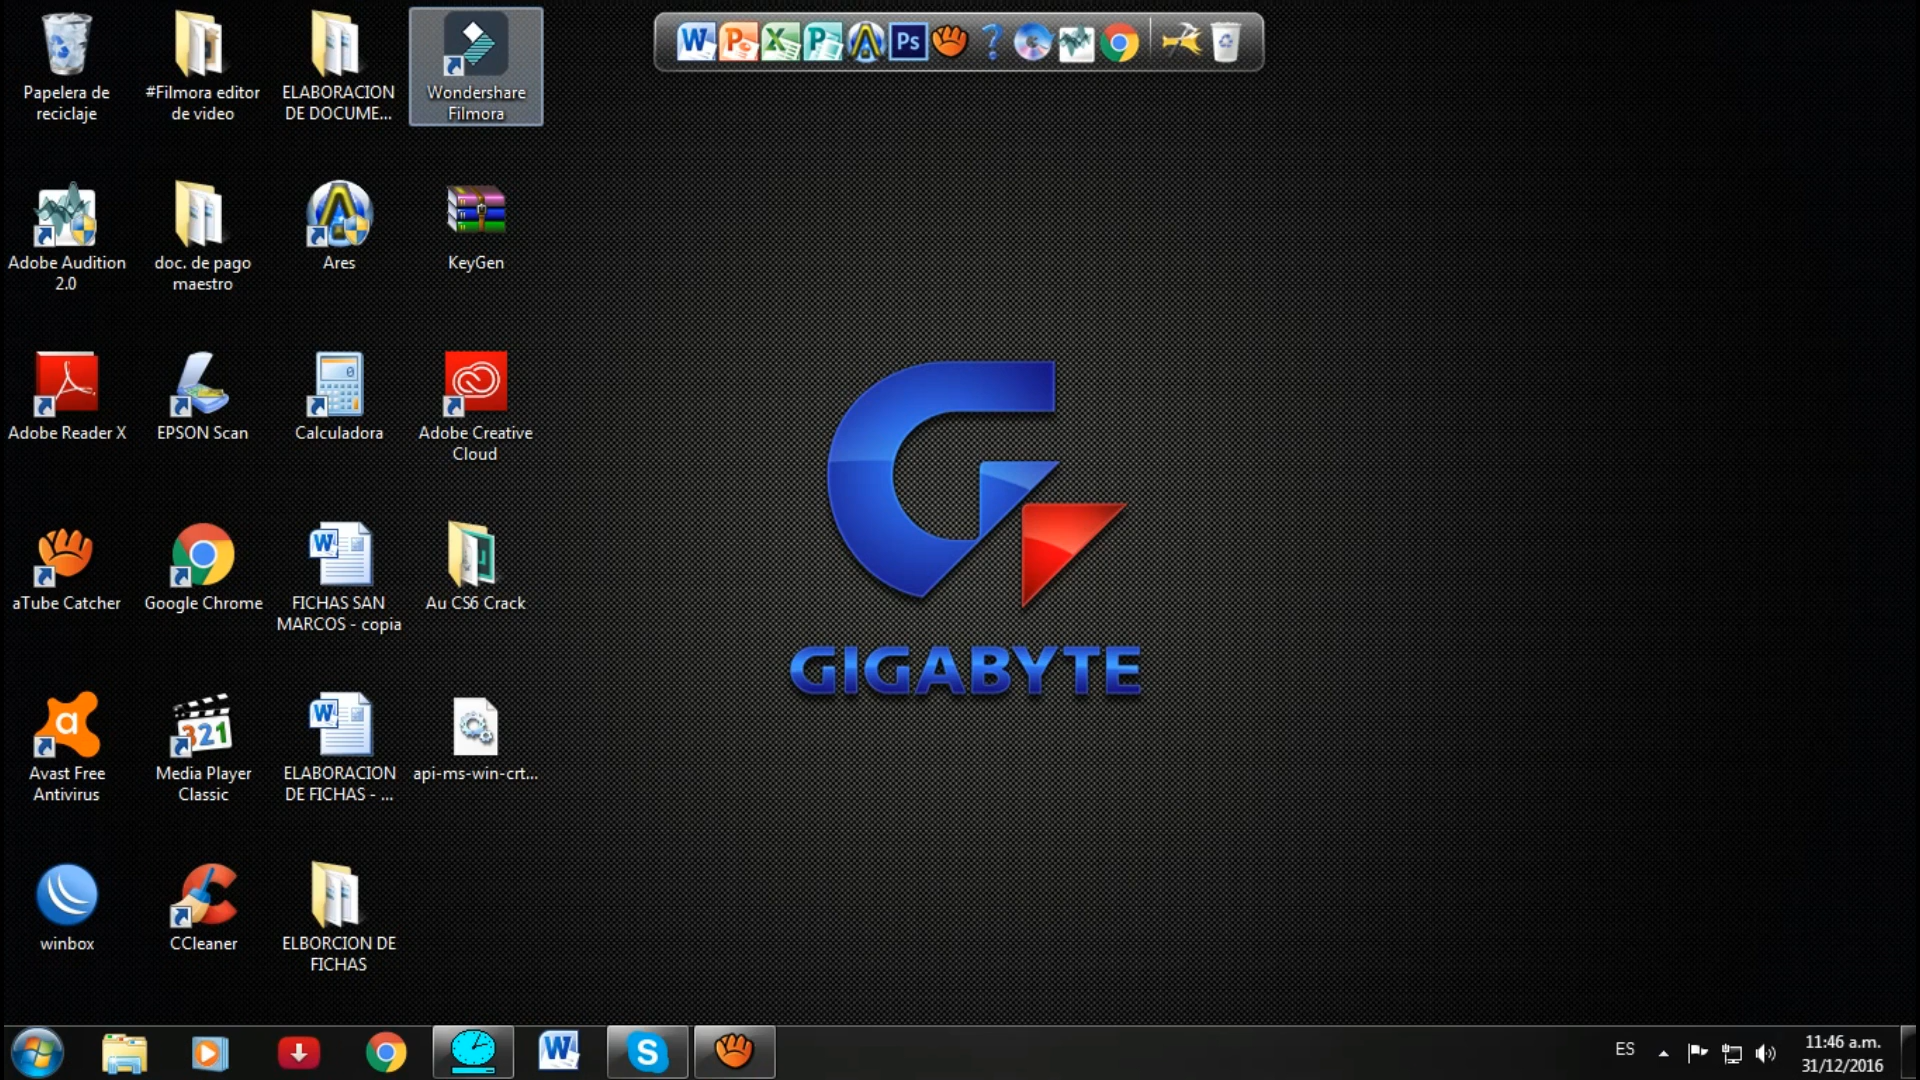 Papelera de
reciclaje
#Filmora editor
de video
ELABORACION
DE DOCUME...
Wondershare
Filmora
Adobe Audition
2.0
doc. de pago
maestro
Ares
KeyGen
Adobe Reader X
EPSON Scan
Calculadora
Adobe Creative
Cloud
aTube Catcher
Google Chrome
FICHAS SAN
MARCOS - copia
Au CS6 Crack
Avast Free
Antivirus
Media Player
Classic
ELABORACION
DE FICHAS - ...
api-ms-win-crt...
winbox
CCleaner
ELBORCION DE
FICHAS
Ps
321
GIGABYTE
ES
11:46 a.m.
31/12/2016